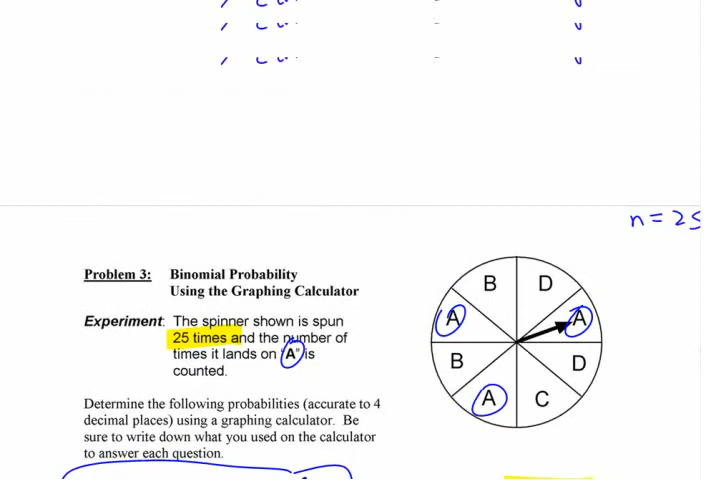 n = 25
Problem 3: Binomial Probability
Using the Graphing Calculator
Experiment: The spinner shown is spun
25 times and the number of
times it lands on "A" is
counted.
B D
A A
B D
A C
Determine the following probabilities (accurate to 4
decimal places) using a graphing calculator. Be
sure to write down what you used on the calculator
to answer each question.